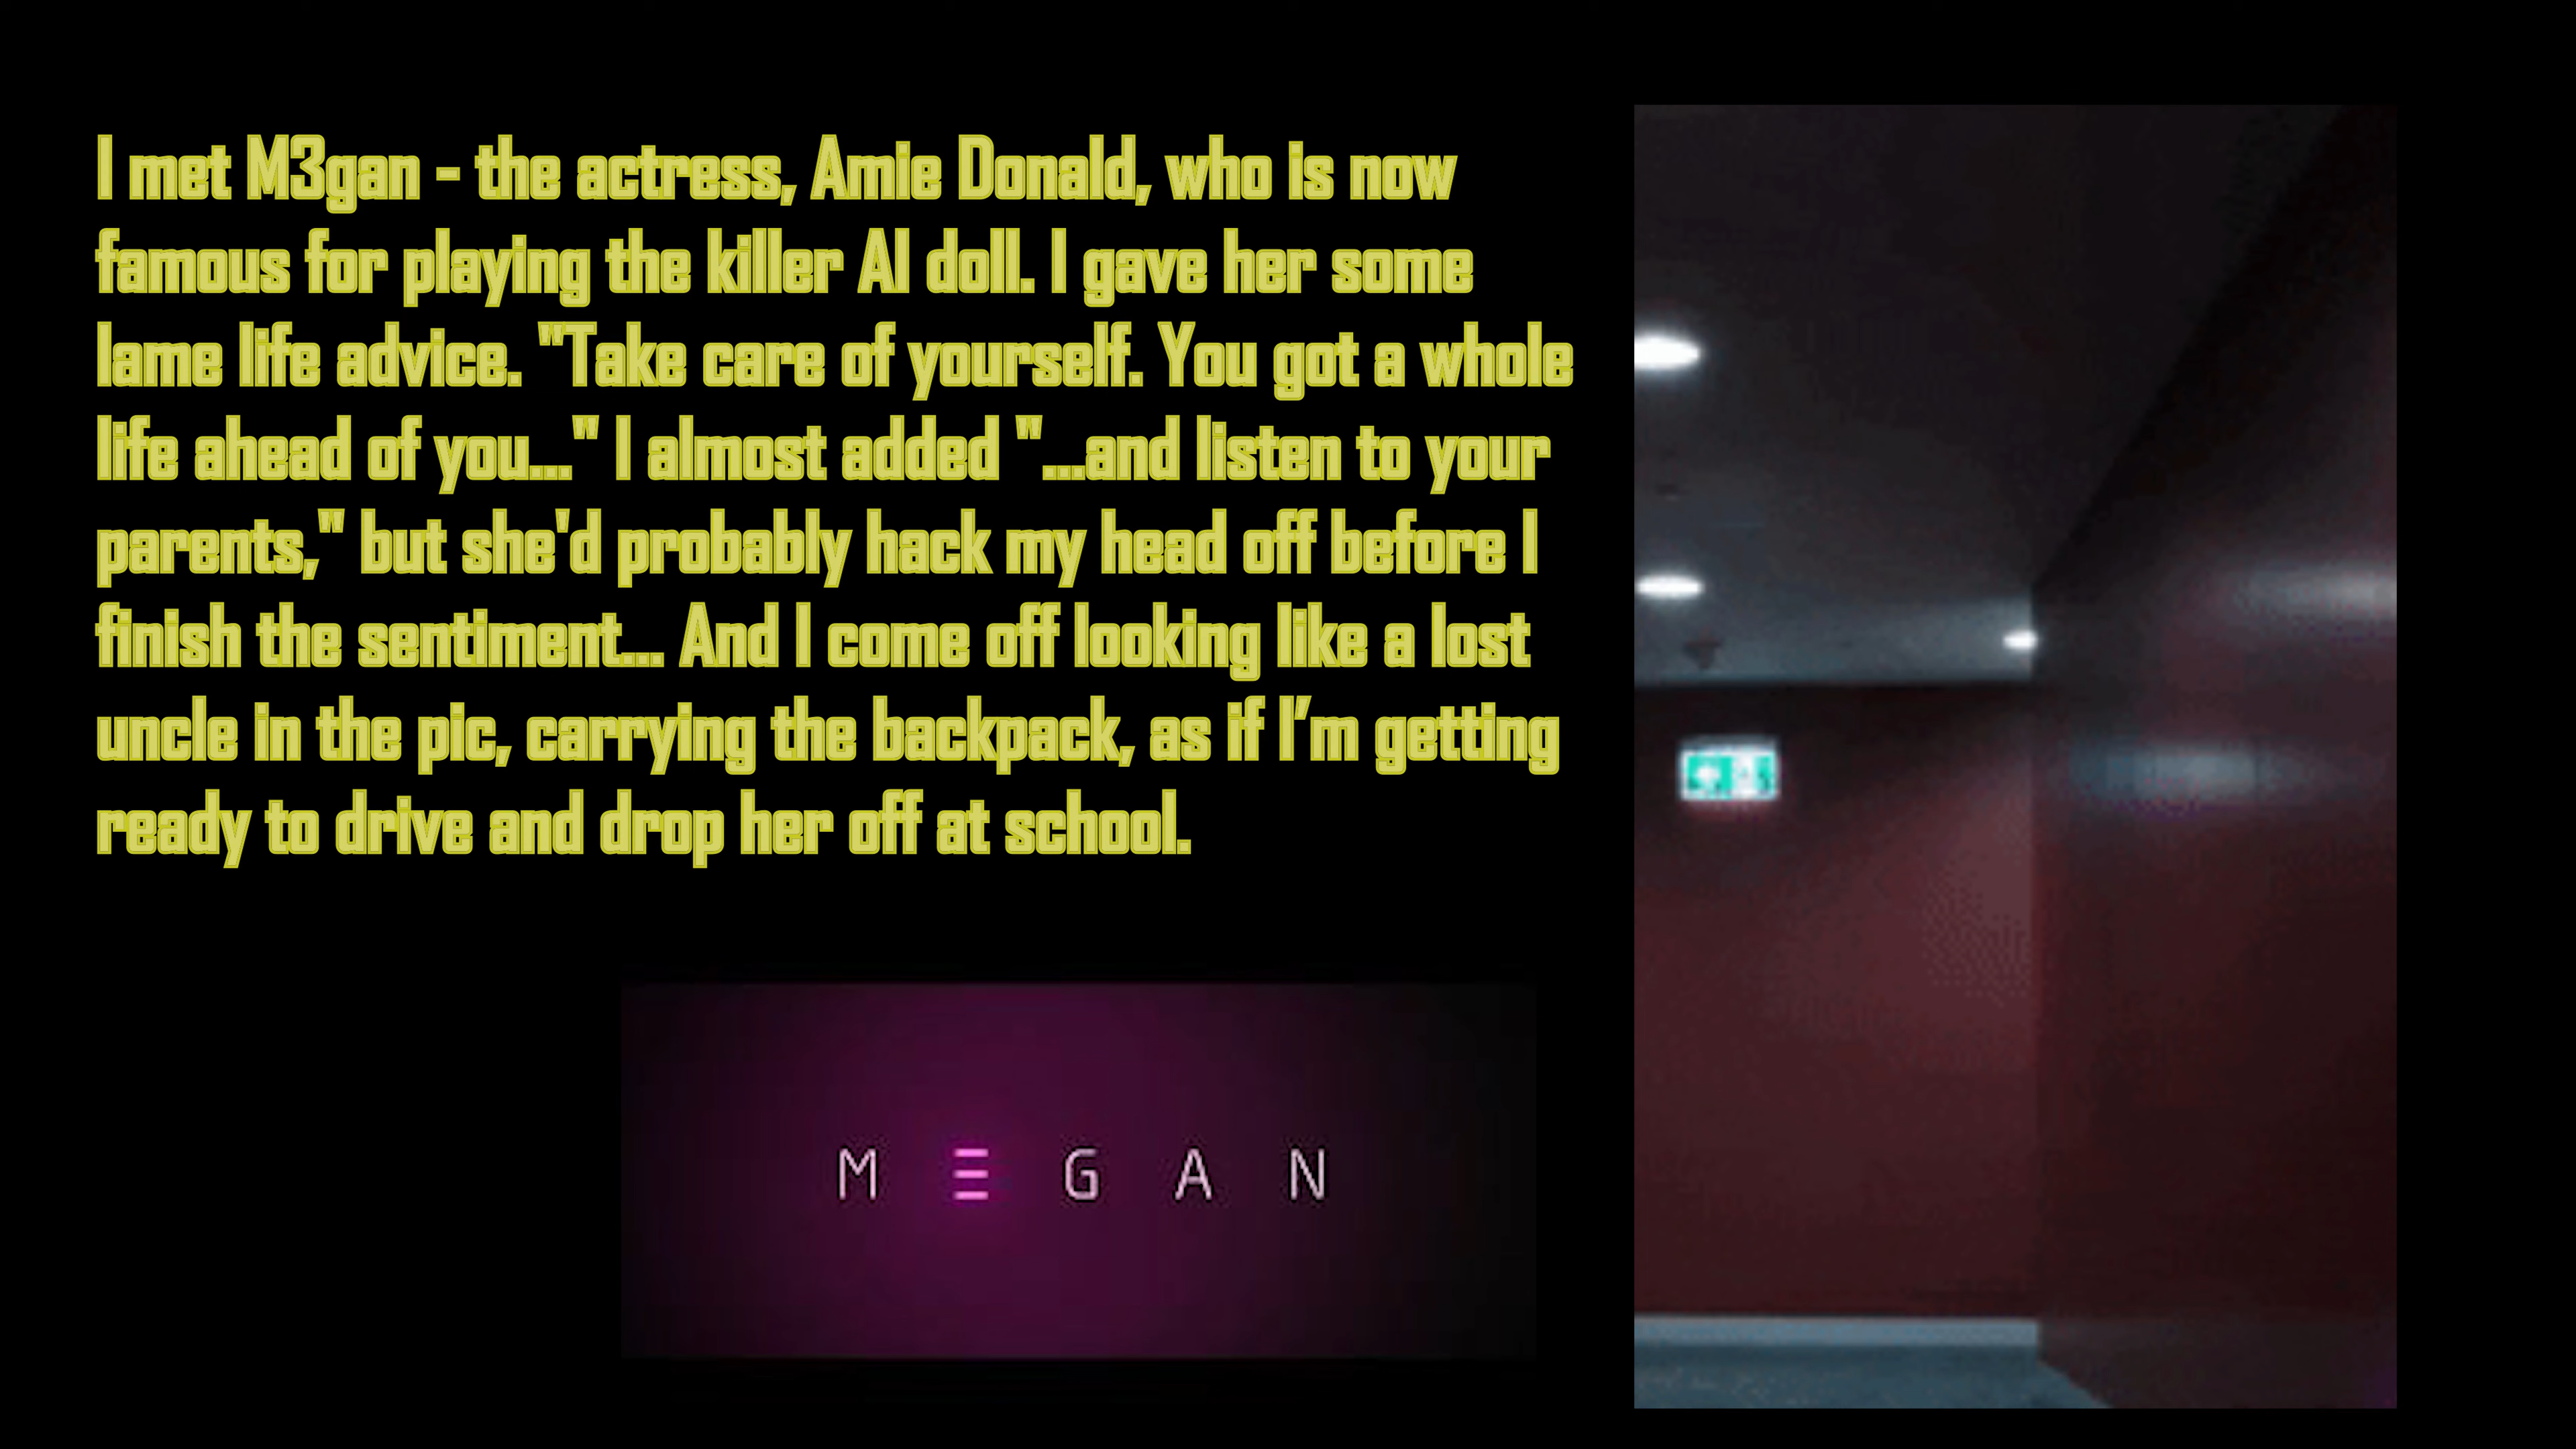 I met M3gan - the actress, Amie Donald, who is now
famous for playing the killer AI doll. I gave her some
lame life advice. "Take care of yourself. You got a whole
life ahead of you..." I almost added "...and listen to your
parents," but she'd probably hack my head off before I
finish the sentiment... And I come off looking like a lost
uncle in the pic, carrying the backpack, as if I’m getting
ready to drive and drop her off at school.
M Ξ G A N